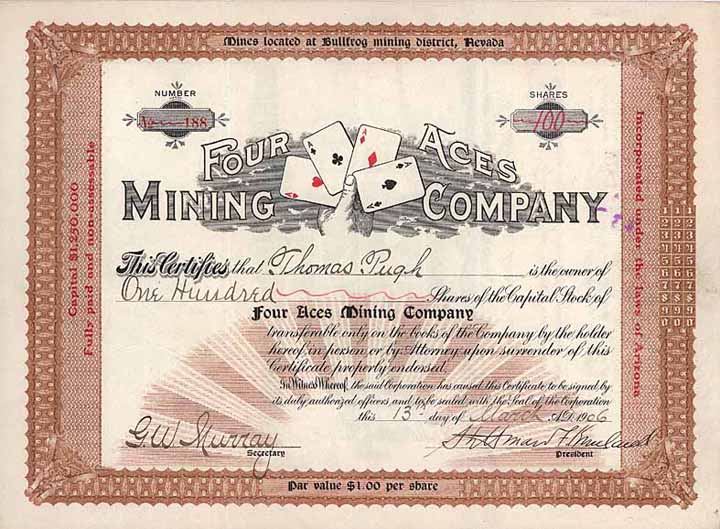 Mines located at Bullfrog mining district, Nevada
NUMBER
188
SHARES
100
FOUR ACES
MINING COMPANY
Capital $1,250,000
Fully paid and non-assessable
Incorporated under the laws of Arizona
This Certifies that Thomas Pugh is the owner of
One Hundred Shares of the Capital Stock of
Four Aces Mining Company
transferable only on the books of the Company by the holder
hereof in person or by Attorney upon surrender of this
Certificate properly endorsed.
In Witness Whereof, the said Corporation has caused this Certificate to be signed by
its duly authorized officers and to be sealed with the Seal of the Corporation
this 13th day of March A.D. 1906
G.W. Murray
Secretary
President
Par value $1.00 per share